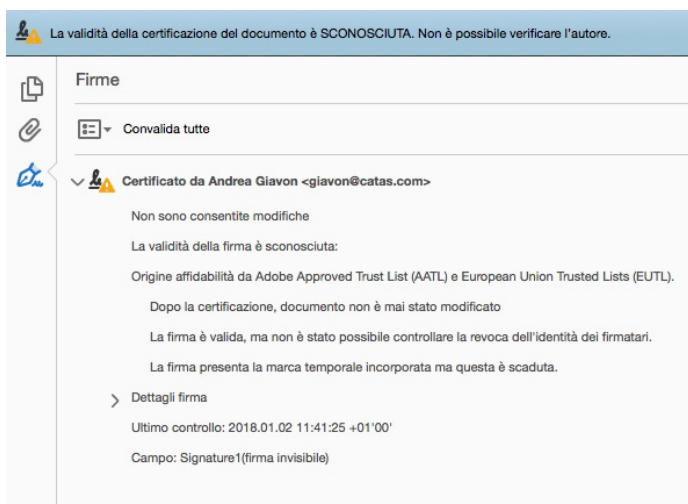 La validità della certificazione del documento è SCONOSCIUTA. Non è possibile verificare l'autore.
Firme
Convalida tutte
Certificato da Andrea Giavon <giavon@catas.com>
Non sono consentite modifiche
La validità della firma è sconosciuta:
Origine affidabilità da Adobe Approved Trust List (AATL) e European Union Trusted Lists (EUTL).
Dopo la certificazione, documento non è mai stato modificato
La firma è valida, ma non è stato possibile controllare la revoca dell'identità dei firmatari.
La firma presenta la marca temporale incorporata ma questa è scaduta.
Dettagli firma
Ultimo controllo: 2018.01.02 11:41:25 +01'00'
Campo: Signature1(firma invisibile)